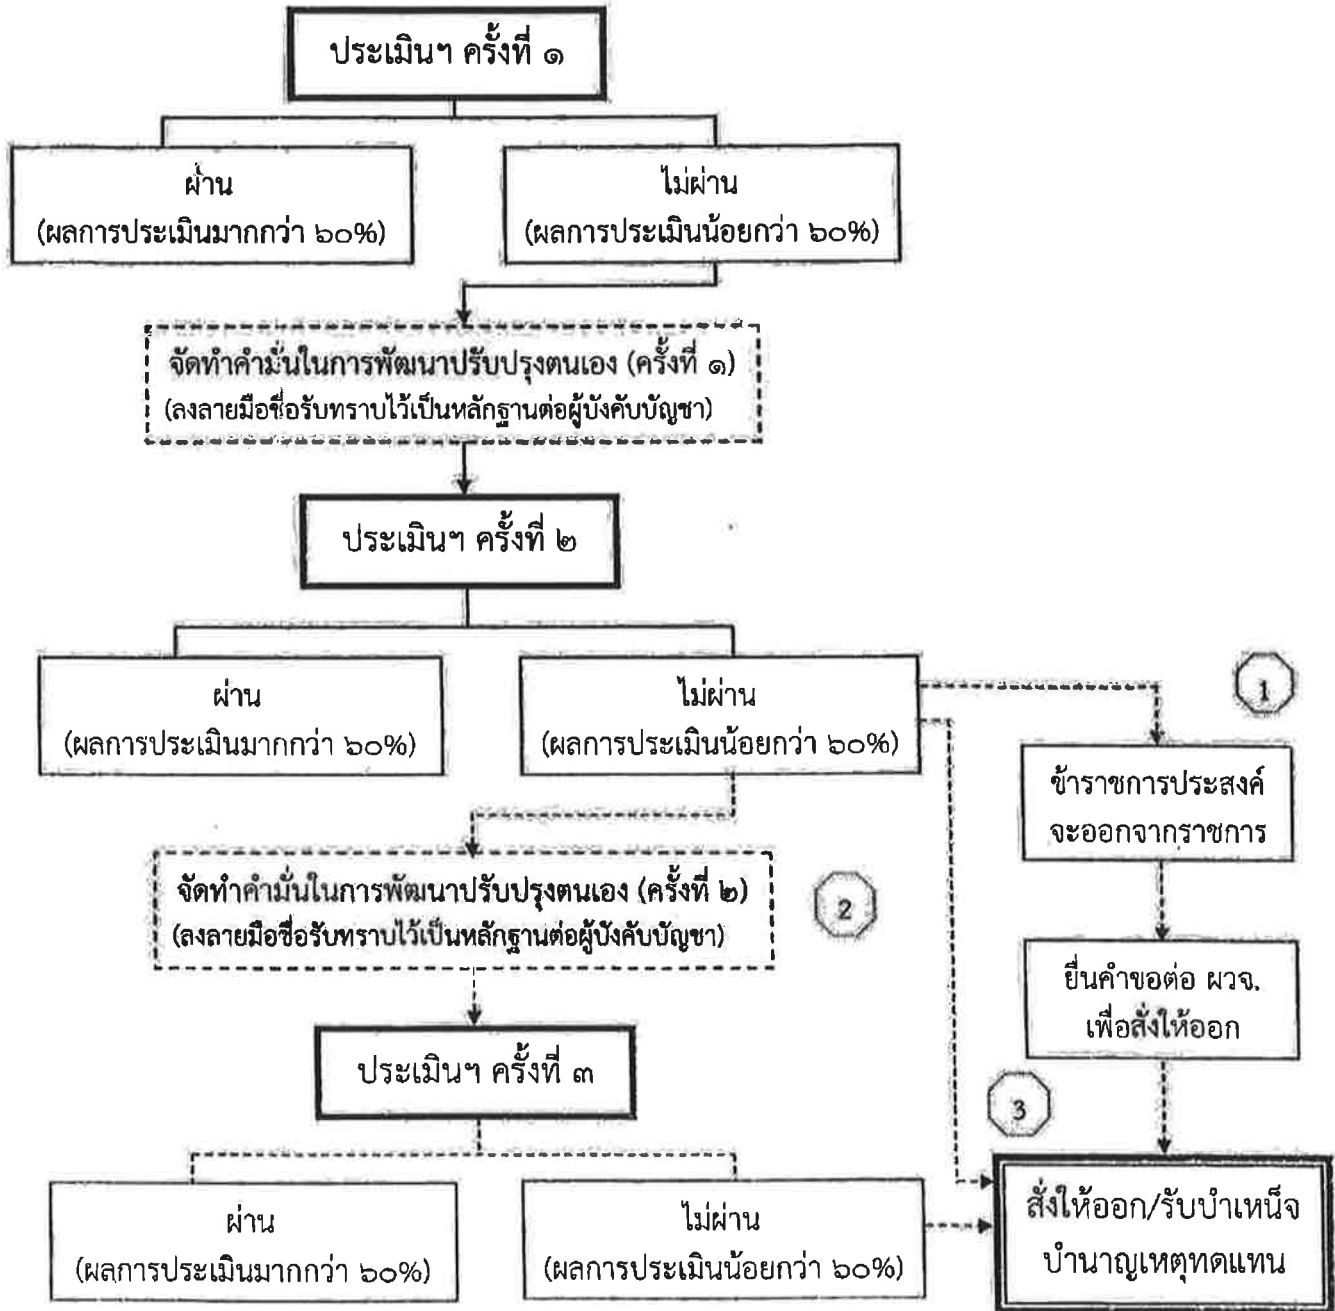 ประเมินฯ ครั้งที่ ๑
ผ่าน
(ผลการประเมินมากกว่า ๖๐%)
ไม่ผ่าน
(ผลการประเมินน้อยกว่า ๖๐%)
จัดทำคำมั่นในการพัฒนาปรับปรุงตนเอง (ครั้งที่ ๑)
(ลงลายมือชื่อรับทราบไว้เป็นหลักฐานต่อผู้บังคับบัญชา)
ประเมินฯ ครั้งที่ ๒
ผ่าน
(ผลการประเมินมากกว่า ๖๐%)
ไม่ผ่าน
(ผลการประเมินน้อยกว่า ๖๐%)
1
ข้าราชการประสงค์
จะออกจากราชการ
จัดทำคำมั่นในการพัฒนาปรับปรุงตนเอง (ครั้งที่ ๒)
(ลงลายมือชื่อรับทราบไว้เป็นหลักฐานต่อผู้บังคับบัญชา)
2
ยื่นคำขอต่อ ผวจ.
เพื่อสั่งให้ออก
ประเมินฯ ครั้งที่ ๓
3
ผ่าน
(ผลการประเมินมากกว่า ๖๐%)
ไม่ผ่าน
(ผลการประเมินน้อยกว่า ๖๐%)
สั่งให้ออก/รับบำเหน็จ
บำนาญเหตุทดแทน